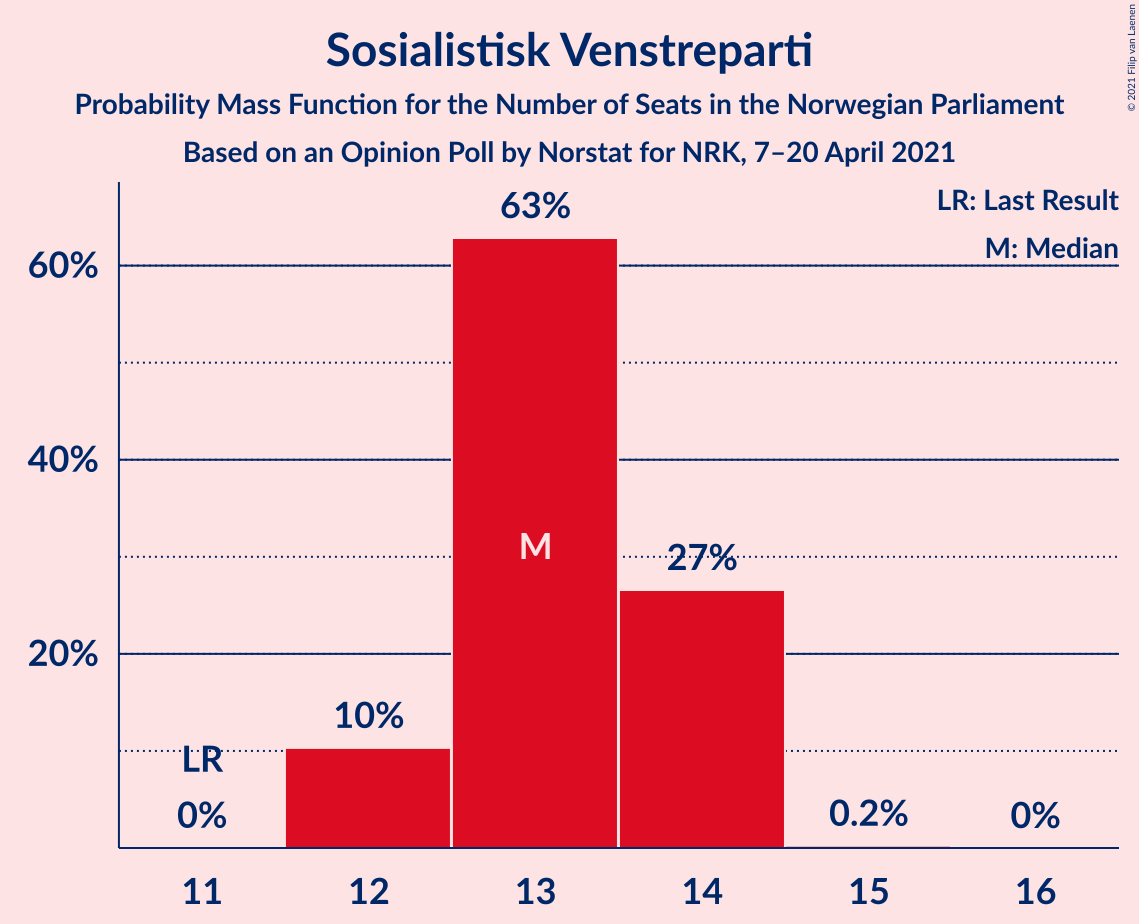 Sosialistisk Venstreparti
Probability Mass Function for the Number of Seats in the Norwegian Parliament
Based on an Opinion Poll by Norstat for NRK, 7–20 April 2021
© 2021 Filip van Laenen
LR: Last Result
M: Median
63%
60%
40%
M
27%
20%
10%
LR
0%
0.2%
0%
11 12 13 14 15 16